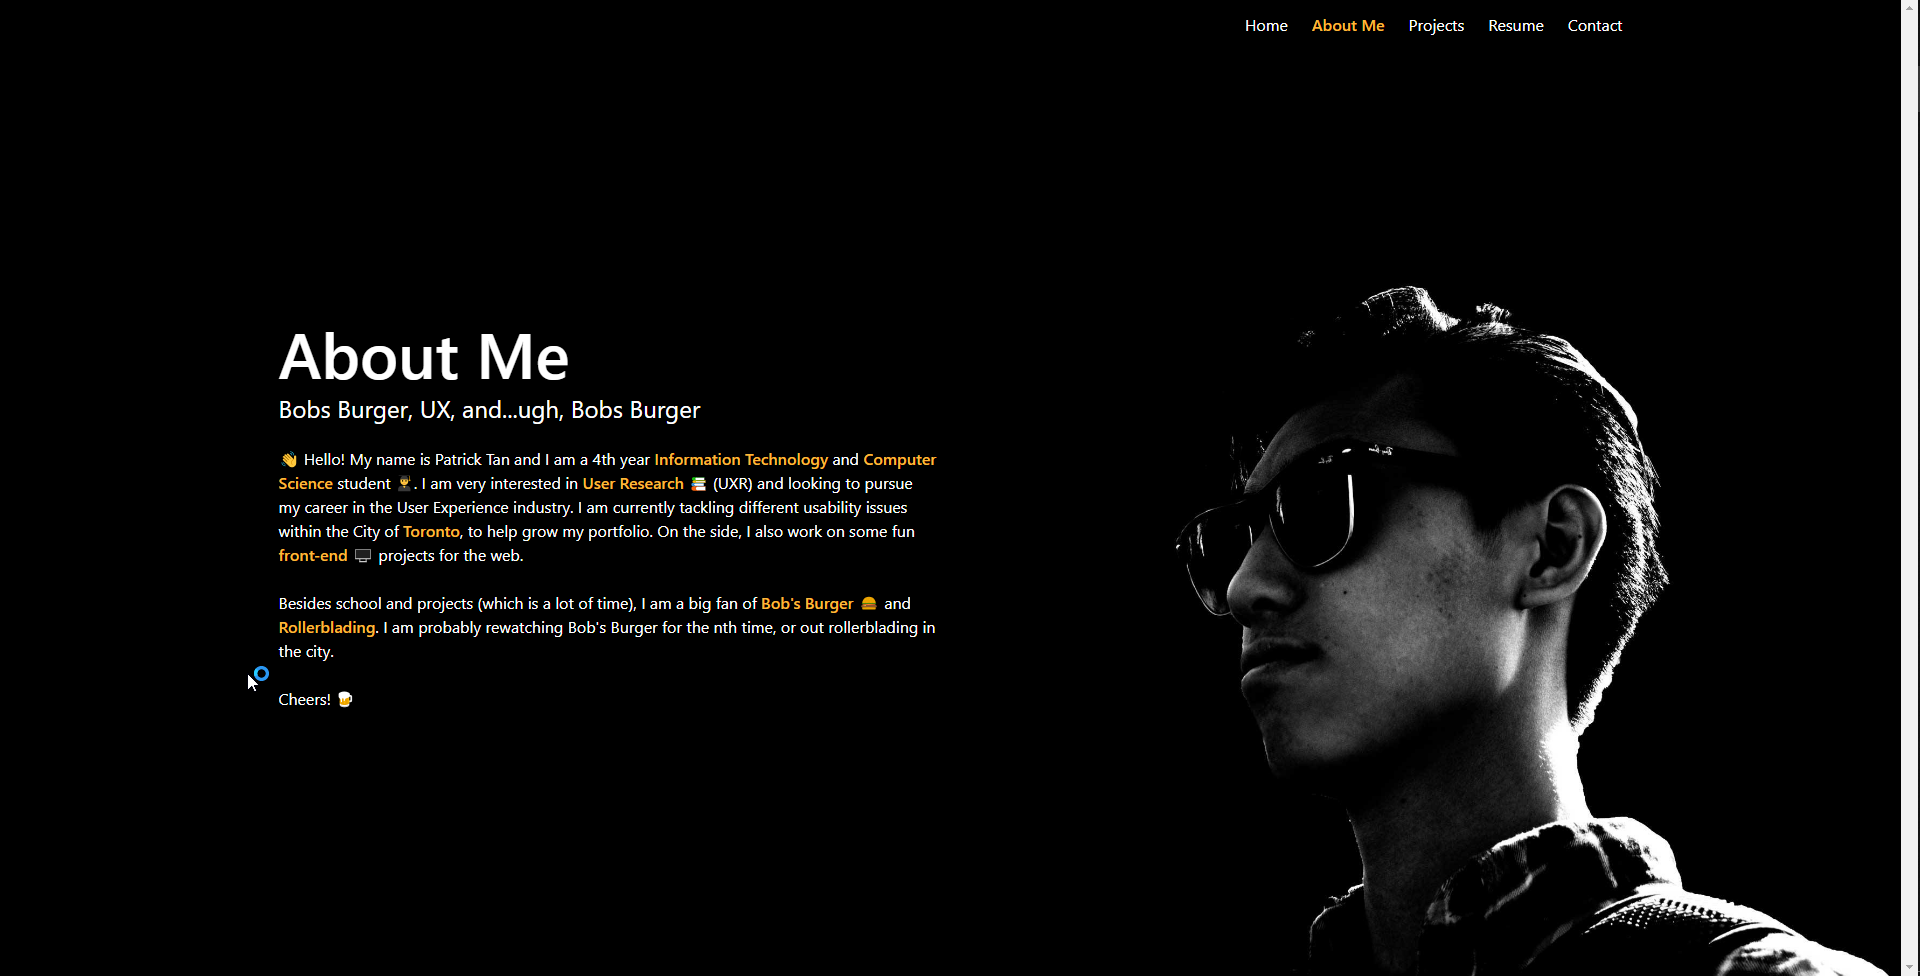 Home About Me Projects Resume Contact
About Me
Bobs Burger, UX, and...ugh, Bobs Burger
👋 Hello! My name is Patrick Tan and I am a 4th year Information Technology and Computer
Science student 👨‍🎓. I am very interested in User Research 📚 (UXR) and looking to pursue
my career in the User Experience industry. I am currently tackling different usability issues
within the City of Toronto, to help grow my portfolio. On the side, I also work on some fun
front-end 🖥️ projects for the web.
Besides school and projects (which is a lot of time), I am a big fan of Bob's Burger 🍔 and
Rollerblading. I am probably rewatching Bob's Burger for the nth time, or out rollerblading in
the city.
Cheers! 🍺